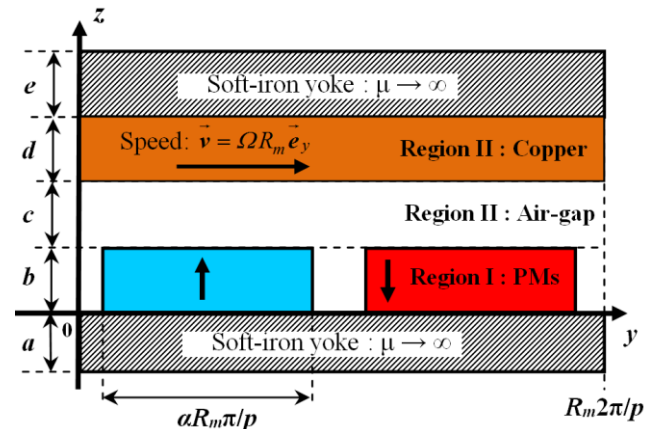 z
e
Soft-iron yoke : μ → ∞
d
Speed: v⃗ = ΩR_m e⃗_y
Region II : Copper
c
Region II : Air-gap
b
Region I : PMs
0
a
Soft-iron yoke : μ → ∞
y
αR_mπ/p
R_m2π/p